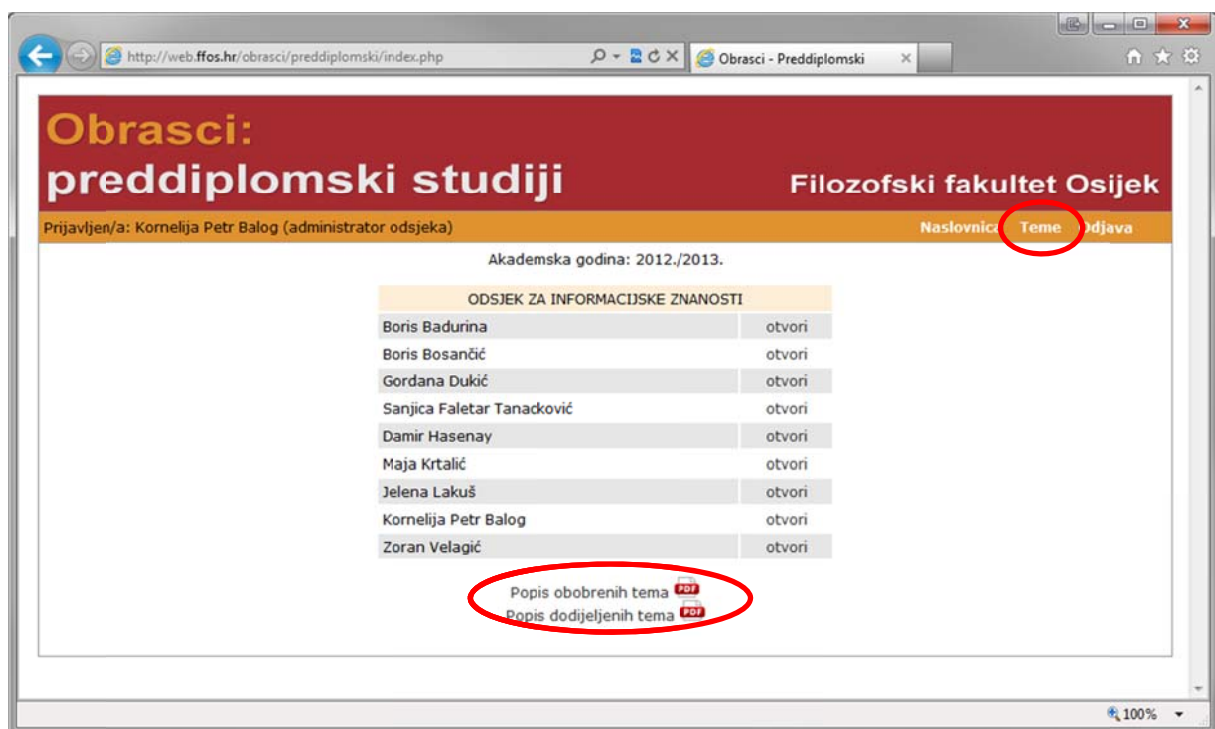 http://web.ffos.hr/obrasci/preddiplomski/index.php
Obrasci - Preddiplomski
Obrasci:
preddiplomski studiji
Filozofski fakultet Osijek
Prijavljen/a: Kornelija Petr Balog (administrator odsjeka)
Naslovnica Teme Odjava
Akademska godina: 2012./2013.
ODSJEK ZA INFORMACIJSKE ZNANOSTI
Boris Badurina otvori
Boris Bosančić otvori
Gordana Dukić otvori
Sanjica Faletar Tanacković otvori
Damir Hasenay otvori
Maja Krtalić otvori
Jelena Lakuš otvori
Kornelija Petr Balog otvori
Zoran Velagić otvori
Popis obobrenih tema PDF
Popis dodijeljenih tema PDF
100%